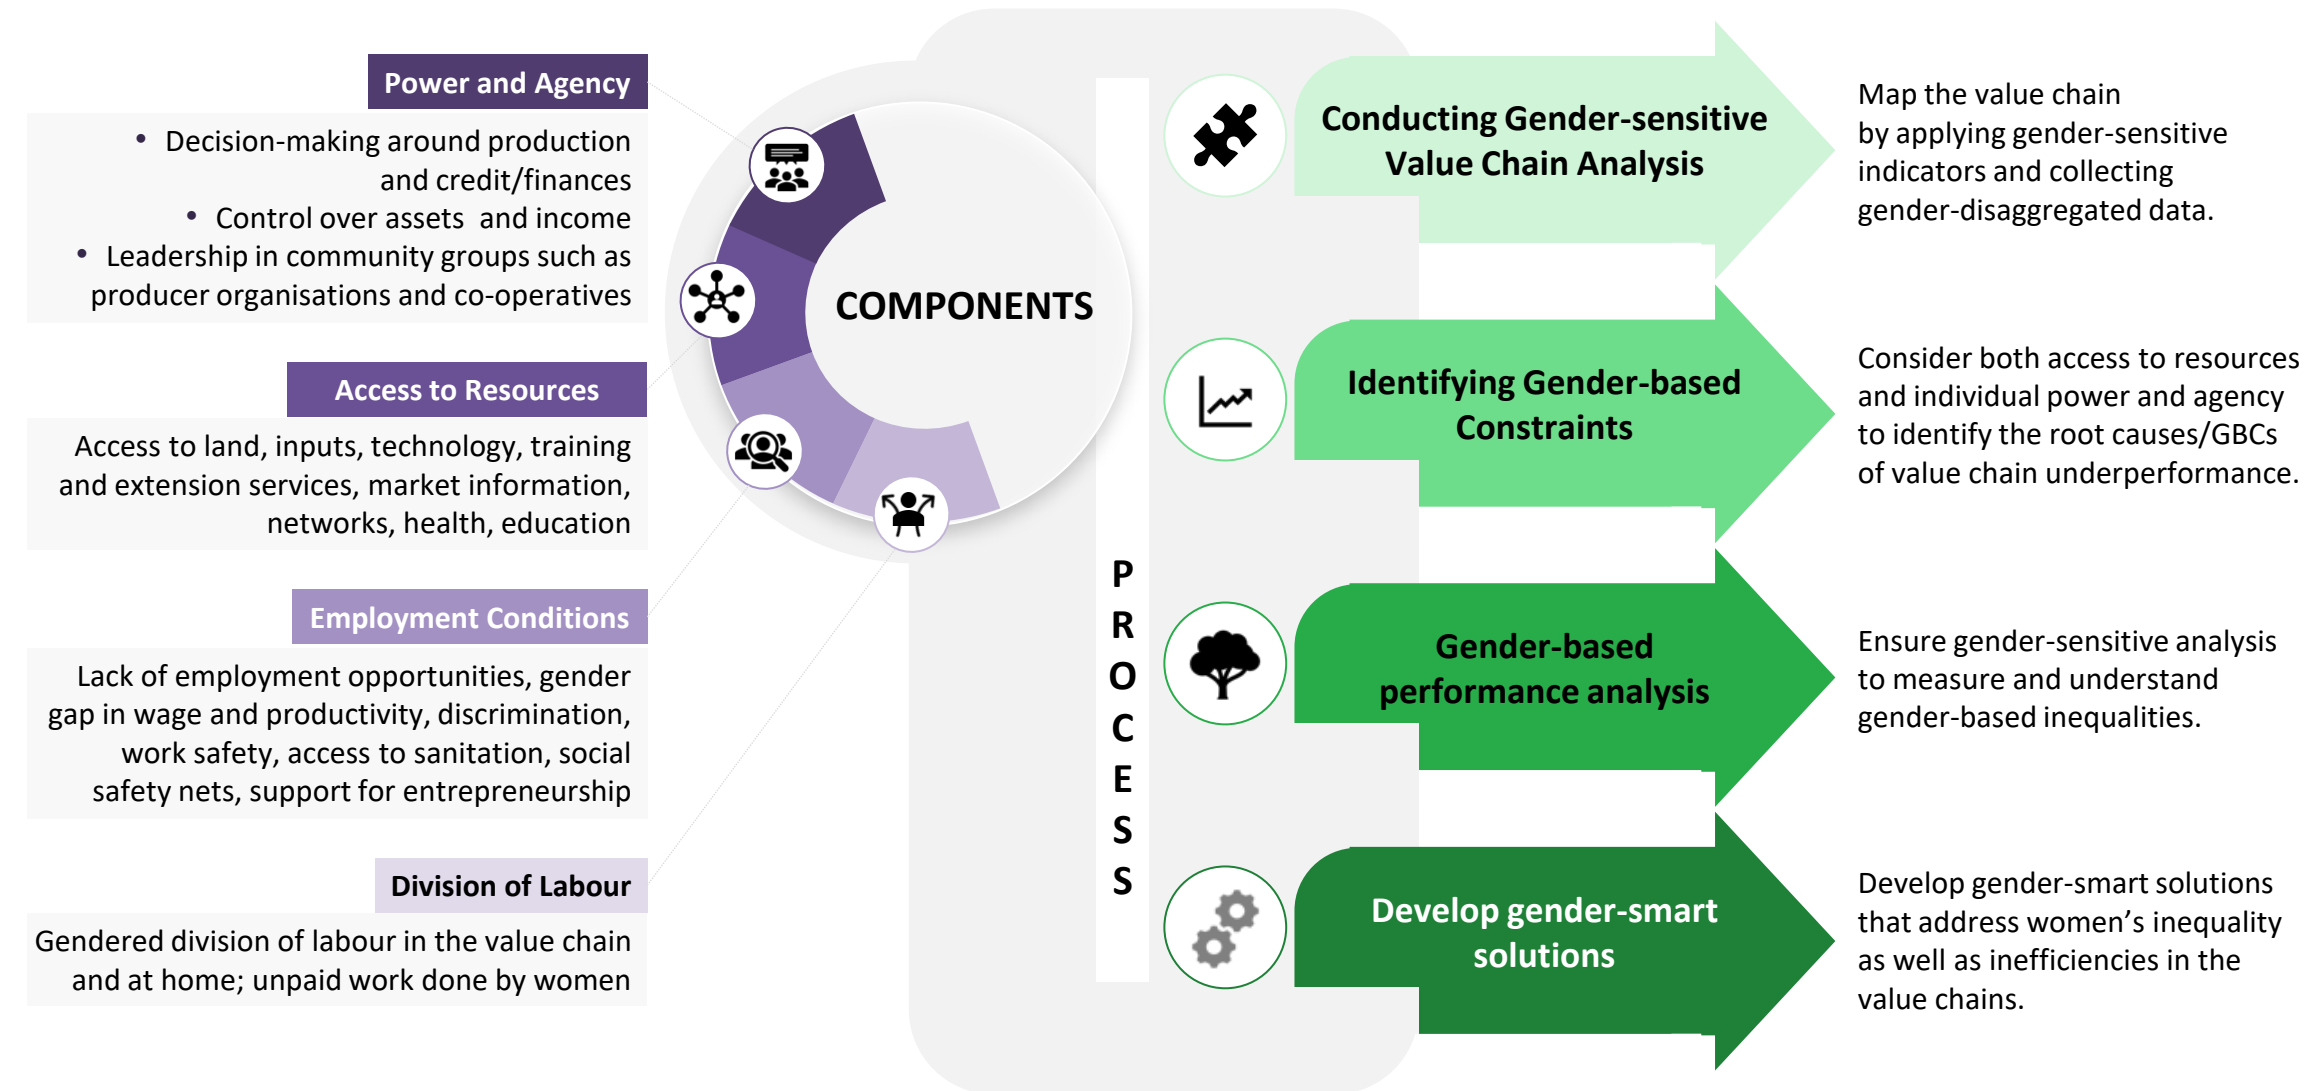 Power and Agency
• Decision-making around production
and credit/finances
• Control over assets and income
• Leadership in community groups such as
producer organisations and co-operatives
Access to Resources
Access to land, inputs, technology, training
and extension services, market information,
networks, health, education
Employment Conditions
Lack of employment opportunities, gender
gap in wage and productivity, discrimination,
work safety, access to sanitation, social
safety nets, support for entrepreneurship
Division of Labour
Gendered division of labour in the value chain
and at home; unpaid work done by women
COMPONENTS
PROCESS
Conducting Gender-sensitive
Value Chain Analysis
Map the value chain
by applying gender-sensitive
indicators and collecting
gender-disaggregated data.
Identifying Gender-based
Constraints
Consider both access to resources
and individual power and agency
to identify the root causes/GBCs
of value chain underperformance.
Gender-based
performance analysis
Ensure gender-sensitive analysis
to measure and understand
gender-based inequalities.
Develop gender-smart
solutions
Develop gender-smart solutions
that address women’s inequality
as well as inefficiencies in the
value chains.